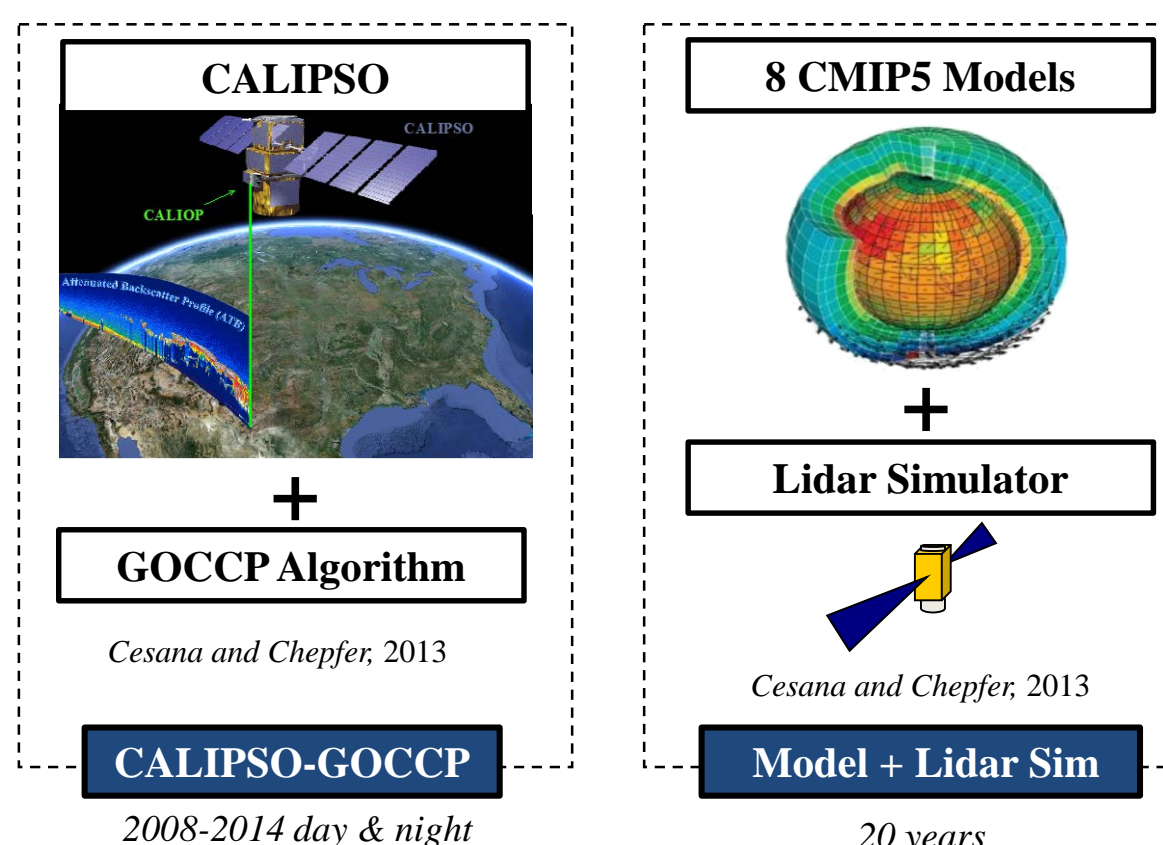 CALIPSO
CALIPSO
CALIOP
Attenuated Backscatter Profile (ATB)
+
GOCCP Algorithm
Cesana and Chepfer, 2013
CALIPSO-GOCCP
2008-2014 day & night
8 CMIP5 Models
+
Lidar Simulator
Cesana and Chepfer, 2013
Model + Lidar Sim
20 years